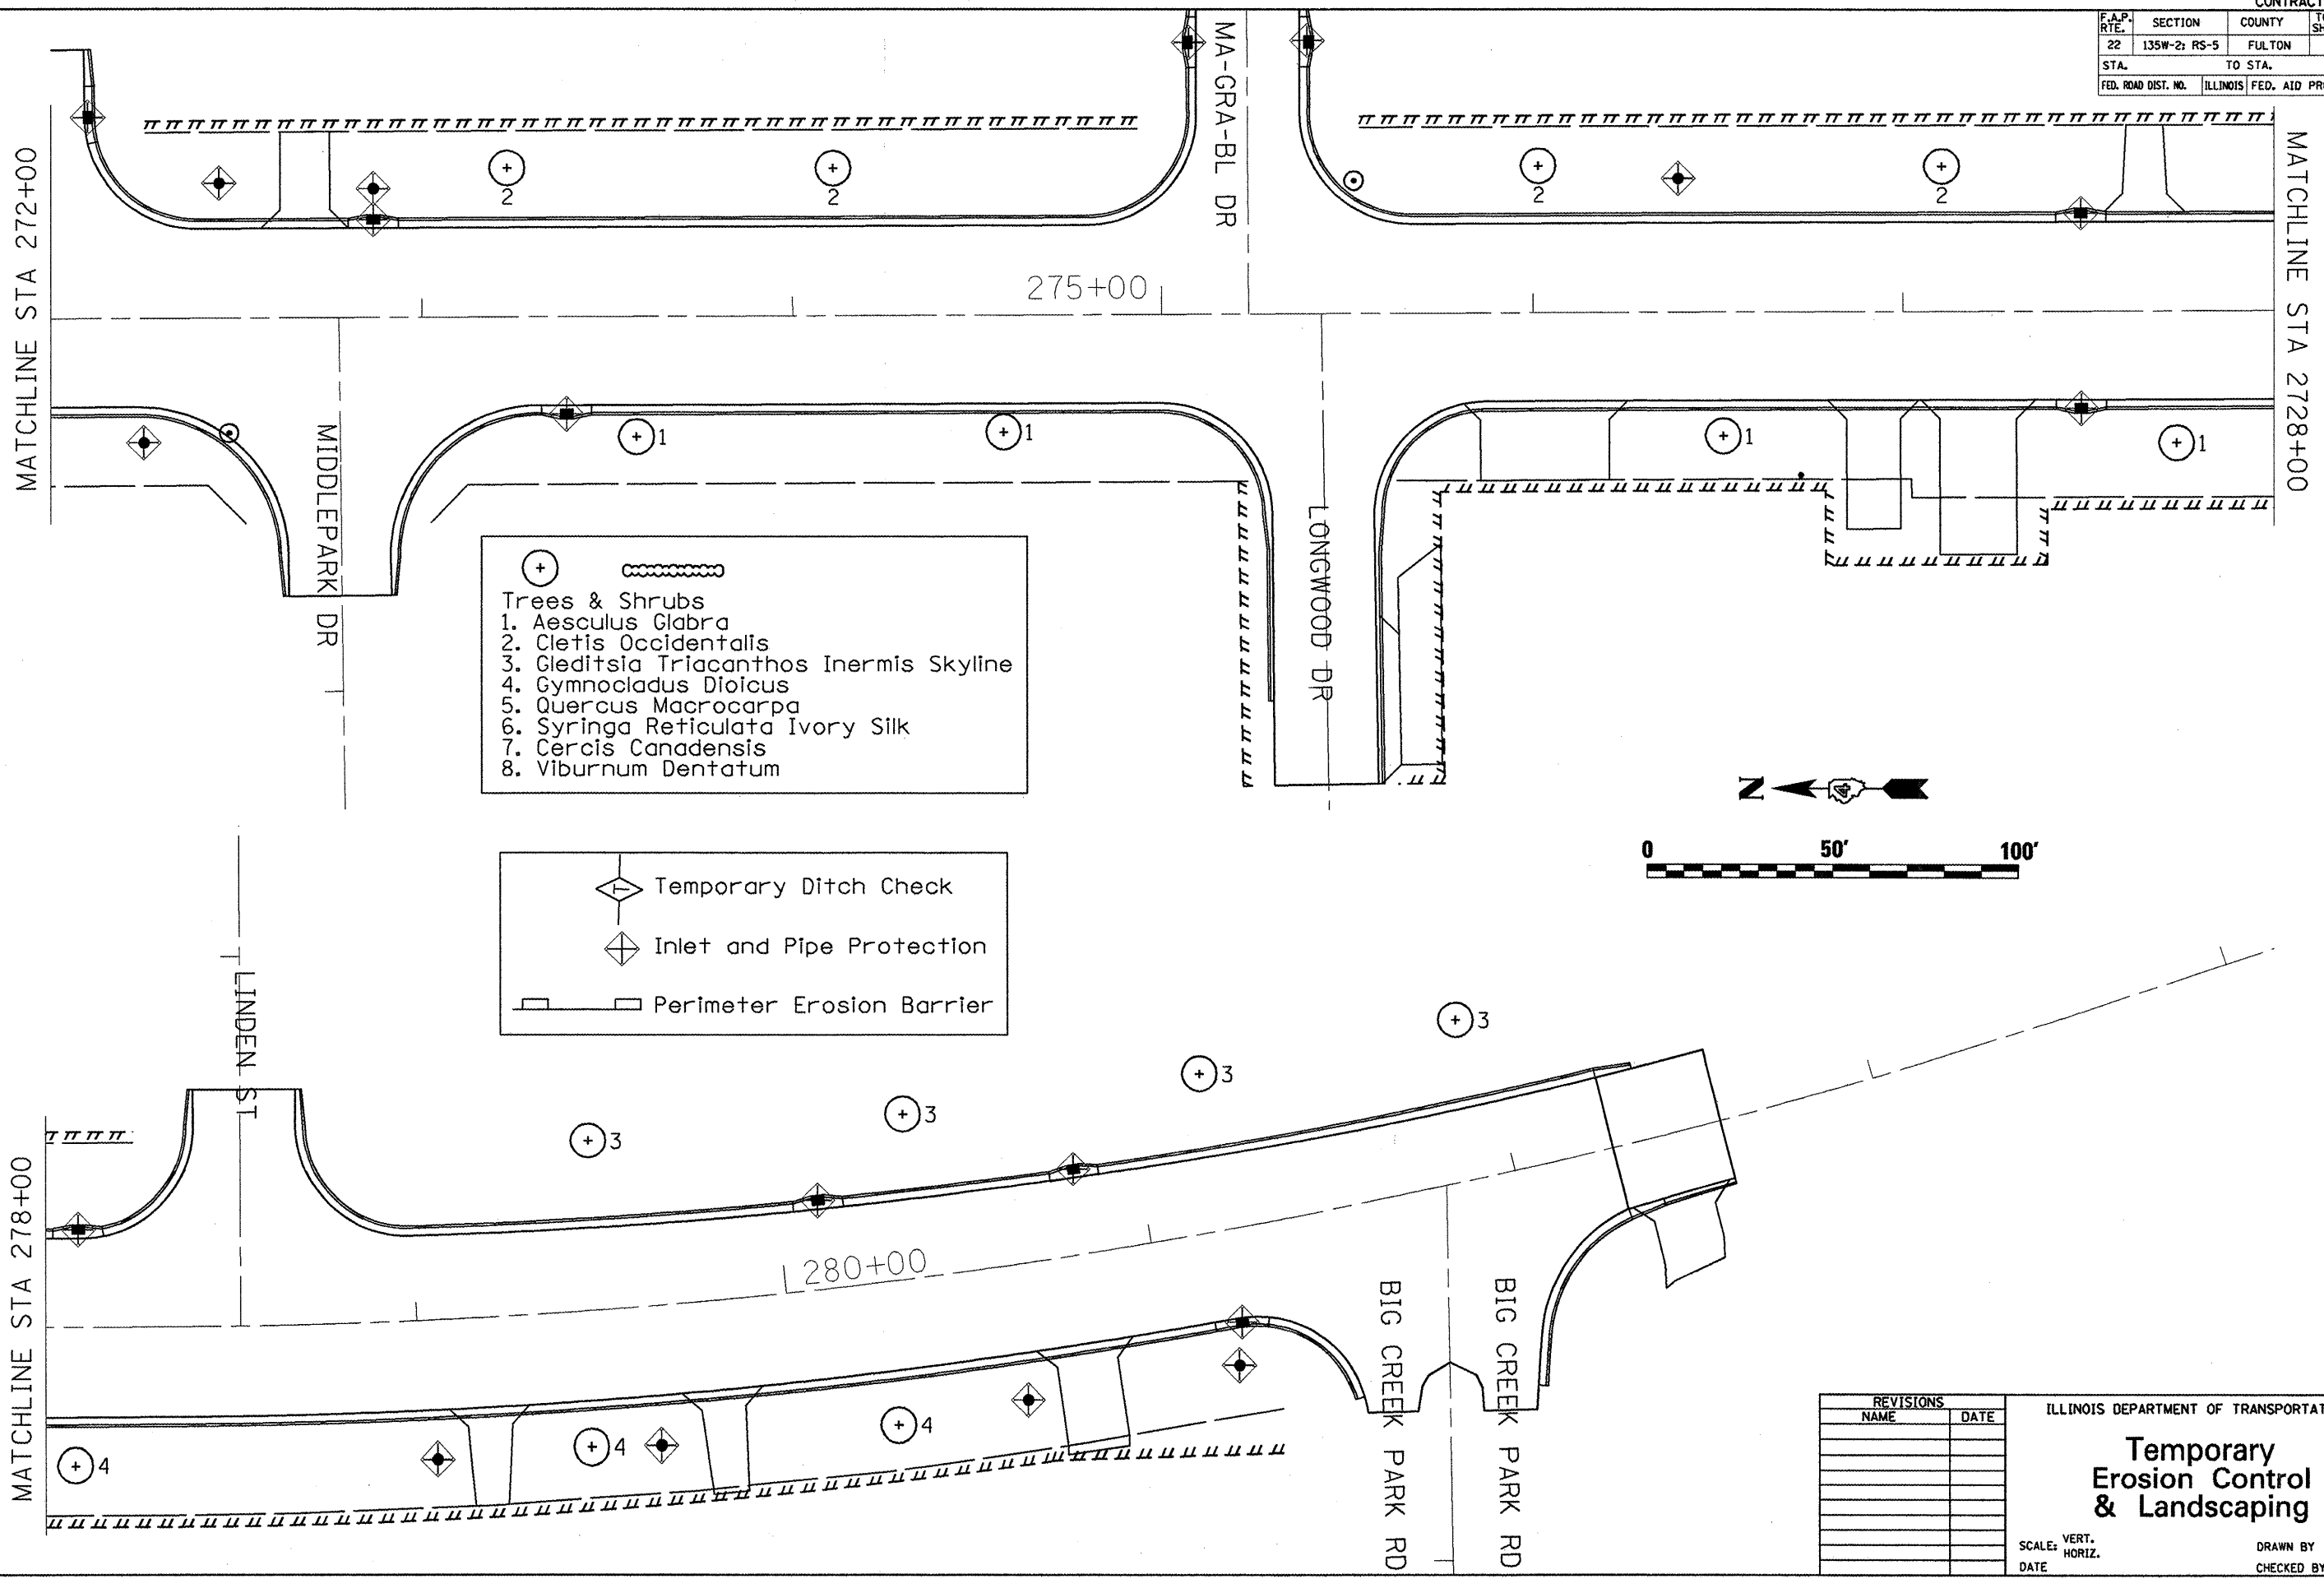 CONTRACT
F.A.P. RTE. SECTION COUNTY
22 135W-2; RS-5 FULTON
STA. TO STA.
FED. ROAD DIST. NO. ILLINOIS FED. AID
MATCHLINE STA 272+00
MA-GRA-BL DR
MATCHLINE STA 2728+00
2
2
2
2
275+00
MIDDLEPARK DR
1
1
1
1
LONGWOOD DR
Trees & Shrubs
1. Aesculus Glabra
2. Cletis Occidentalis
3. Gleditsia Triacanthos Inermis Skyline
4. Gymnocladus Dioicus
5. Quercus Macrocarpa
6. Syringa Reticulata Ivory Silk
7. Cercis Canadensis
8. Viburnum Dentatum
N 4
0 50' 100'
T Temporary Ditch Check
Inlet and Pipe Protection
Perimeter Erosion Barrier
LINDEN ST
MATCHLINE STA 278+00
3
3
3
3
280+00
4
4
4
BIG CREEK PARK RD
BIG CREEK PARK RD
REVISIONS
NAME DATE
ILLINOIS DEPARTMENT OF TRANSPORTAT
Temporary
Erosion Control
& Landscaping
SCALE: VERT.
HORIZ.
DATE
DRAWN BY
CHECKED BY